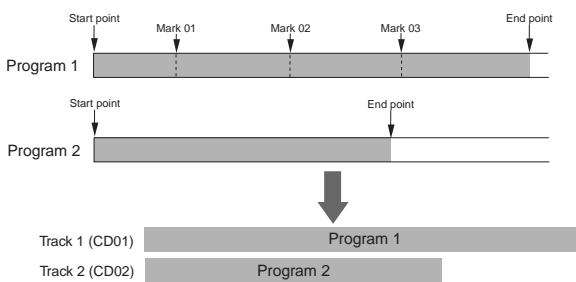 Start point
Mark 01
Mark 02
Mark 03
End point
Program 1
Start point
End point
Program 2
Track 1 (CD01)
Program 1
Track 2 (CD02)
Program 2